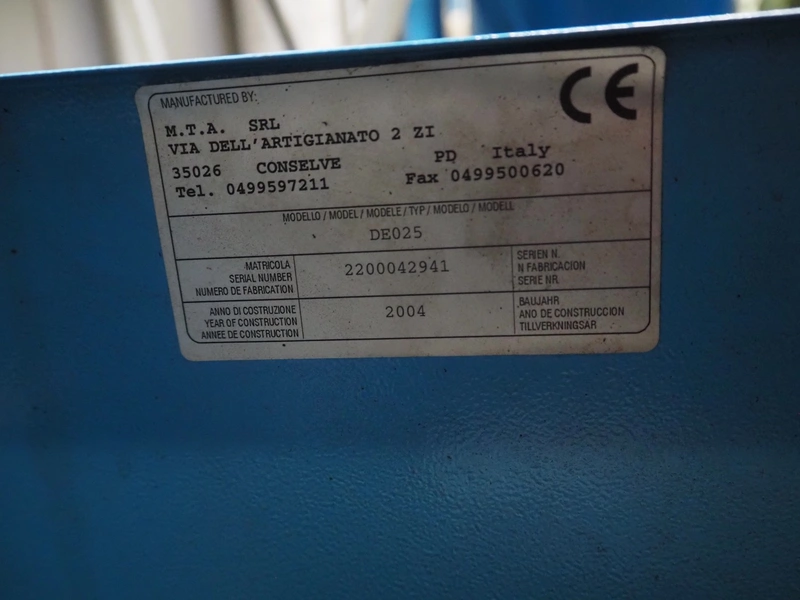 MANUFACTURED BY:
CE
M.T.A. SRL
VIA DELL'ARTIGIANATO 2 ZI
35026 CONSELVE PD Italy
Tel. 0499597211 Fax 0499500620
MODELLO / MODEL / MODELE / TYP / MODELO / MODELL
DE025
MATRICOLA
SERIAL NUMBER
NUMERO DE FABRICATION
2200042941
SERIEN N.
N FABRICACION
SERIE NR.
ANNO DI COSTRUZIONE
YEAR OF CONSTRUCTION
ANNEE DE CONSTRUCTION
2004
BAUJAHR
ANO DE CONSTRUCCION
TILLVERKNINGSAR